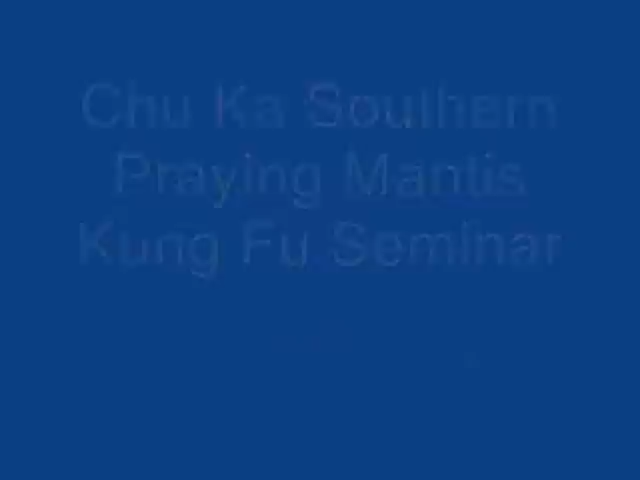 Chu Ka Southern
Praying Mantis
Kung Fu Seminar